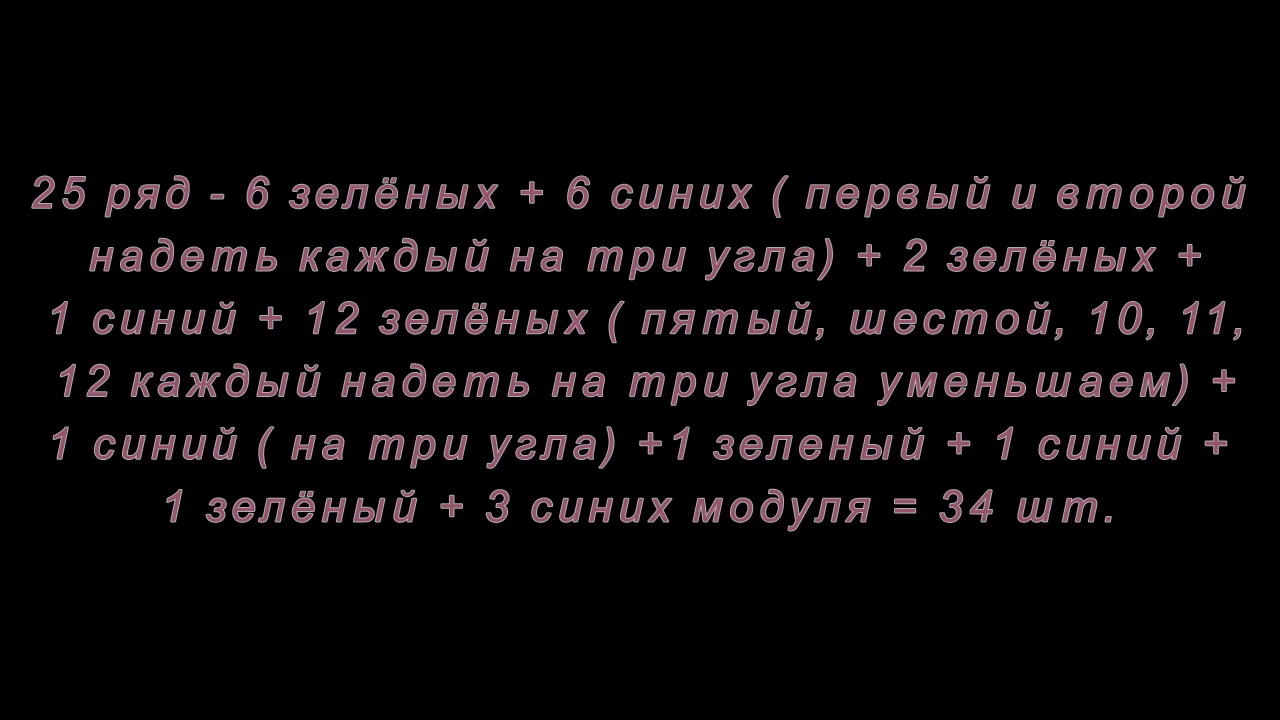 25 ряд - 6 зелёных + 6 синих ( первый и второй
надеть каждый на три угла) + 2 зелёных +
1 синий + 12 зелёных ( пятый, шестой, 10, 11,
12 каждый надеть на три угла уменьшаем) +
1 синий ( на три угла) +1 зеленый + 1 синий +
1 зелёный + 3 синих модуля = 34 шт.